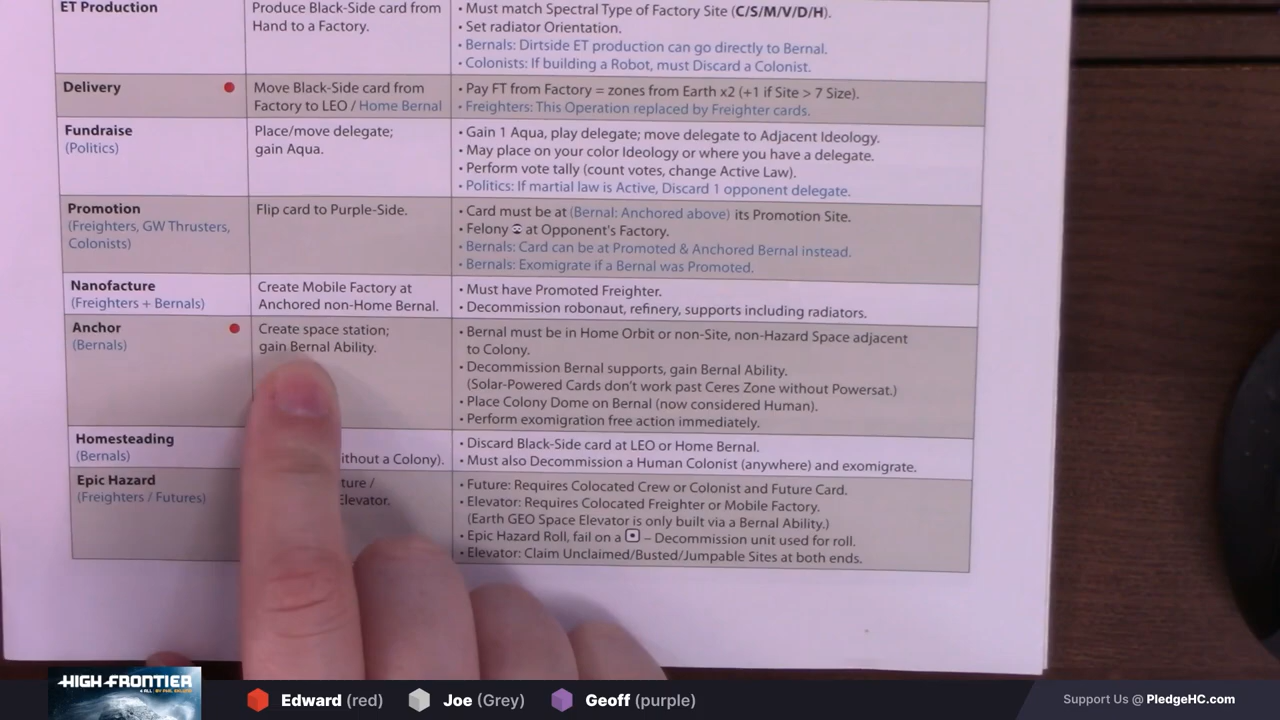 ET Production
Produce Black-Side card from
Hand to a Factory.
• Must match Spectral Type of Factory Site (C/S/M/V/D/H).
• Set radiator Orientation.
• Bernals: Dirtside ET production can go directly to Bernal.
• Colonists: If building a Robot, must Discard a Colonist.
Delivery
Move Black-Side card from
Factory to LEO / Home Bernal
• Pay FT from Factory = zones from Earth x2 (+1 if Site > 7 Size).
• Freighters: This Operation replaced by Freighter cards.
Fundraise
(Politics)
Place/move delegate;
gain Aqua.
• Gain 1 Aqua, play delegate; move delegate to Adjacent Ideology.
• May place on your color Ideology or where you have a delegate.
• Perform vote tally (count votes, change Active Law).
• Politics: If martial law is Active, Discard 1 opponent delegate.
Promotion
(Freighters, GW Thrusters,
Colonists)
Flip card to Purple-Side.
• Card must be at (Bernal: Anchored above) its Promotion Site.
• Felony at Opponent's Factory.
• Bernals: Card can be at Promoted & Anchored Bernal instead.
• Bernals: Exomigrate if a Bernal was Promoted.
Nanofacture
(Freighters + Bernals)
Create Mobile Factory at
Anchored non-Home Bernal.
• Must have Promoted Freighter.
• Decommission robonaut, refinery, supports including radiators.
Anchor
(Bernals)
Create space station;
gain Bernal Ability.
• Bernal must be in Home Orbit or non-Site, non-Hazard Space adjacent
to Colony.
• Decommission Bernal supports, gain Bernal Ability.
(Solar-Powered Cards don't work past Ceres Zone without Powersat.)
• Place Colony Dome on Bernal (now considered Human).
• Perform exomigration free action immediately.
Homesteading
(Bernals)
ithout a Colony).
• Discard Black-Side card at LEO or Home Bernal.
• Must also Decommission a Human Colonist (anywhere) and exomigrate.
Epic Hazard
(Freighters / Futures)
ture /
Elevator.
• Future: Requires Colocated Crew or Colonist and Future Card.
• Elevator: Requires Colocated Freighter or Mobile Factory.
(Earth GEO Space Elevator is only built via a Bernal Ability.)
• Epic Hazard Roll, fail on a – Decommission unit used for roll.
• Elevator: Claim Unclaimed/Busted/Jumpable Sites at both ends.
HIGH FRONTIER
4 ALL
Edward (red)
Joe (Grey)
Geoff (purple)
Support Us @ PledgeHC.com